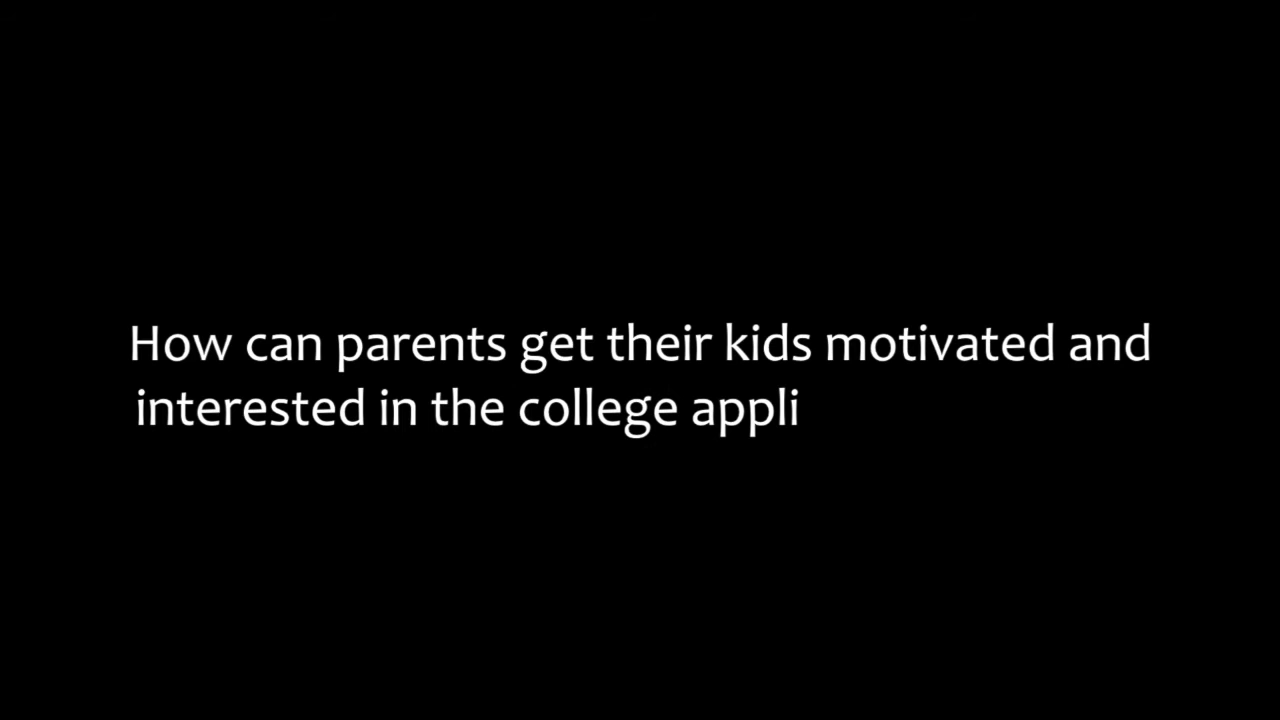 How can parents get their kids motivated and
interested in the college appli